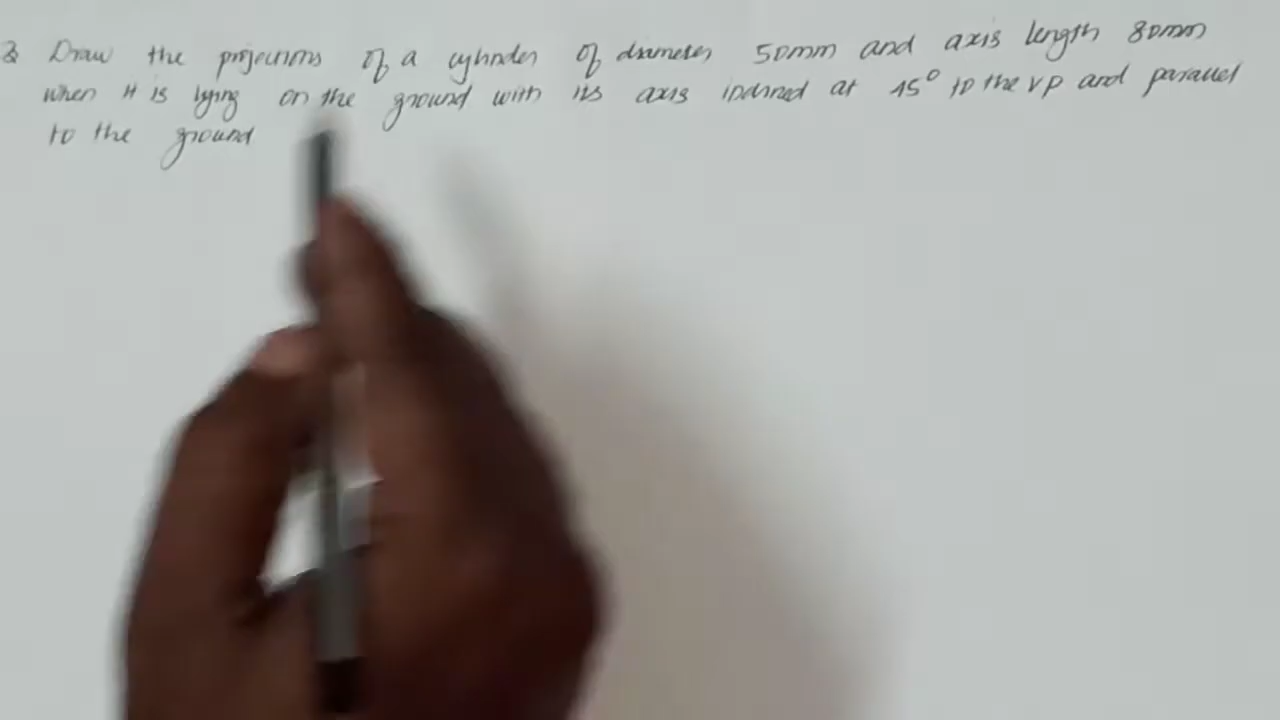 Q Draw the projections of a cylinder of diameter 50mm and axis length 80mm
when it is lying on the ground with its axis inclined at 45° to the VP and parallel
to the ground